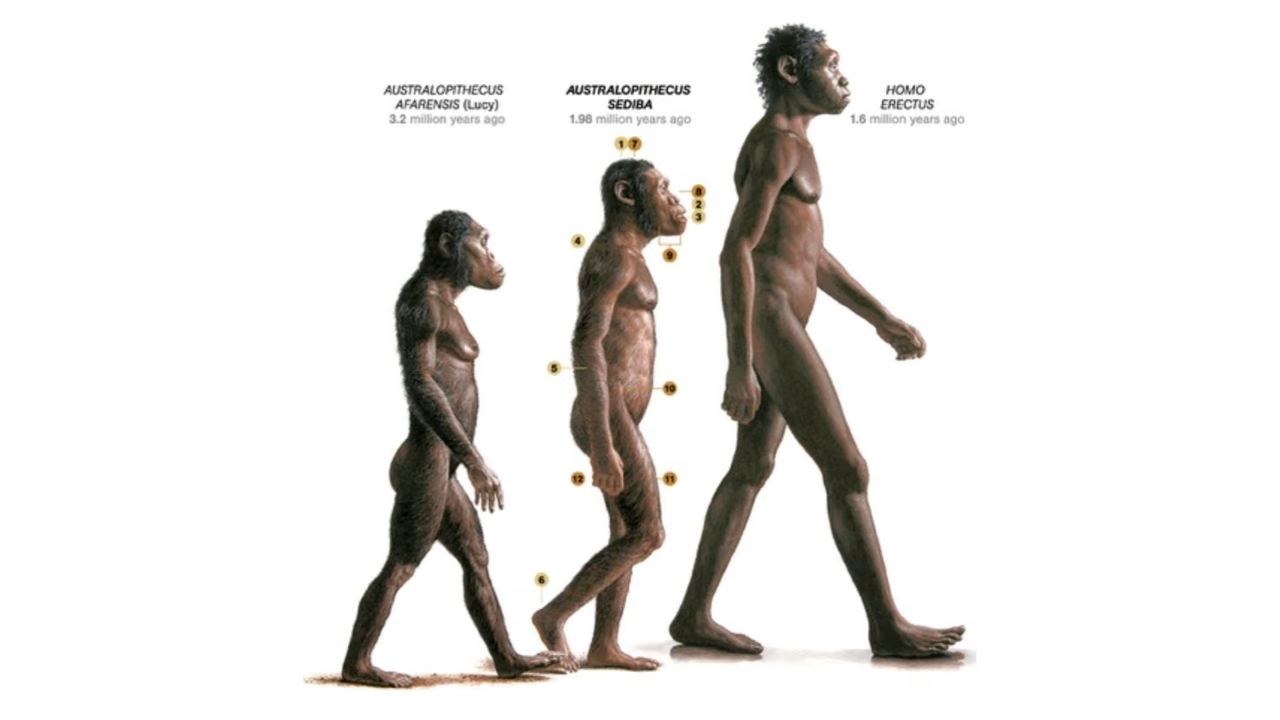 AUSTRALOPITHECUS
AFARENSIS (Lucy)
3.2 million years ago
AUSTRALOPITHECUS
SEDIBA
1.98 million years ago
HOMO
ERECTUS
1.6 million years ago
1 7
8
2
3
4
9
5
10
12
11
6